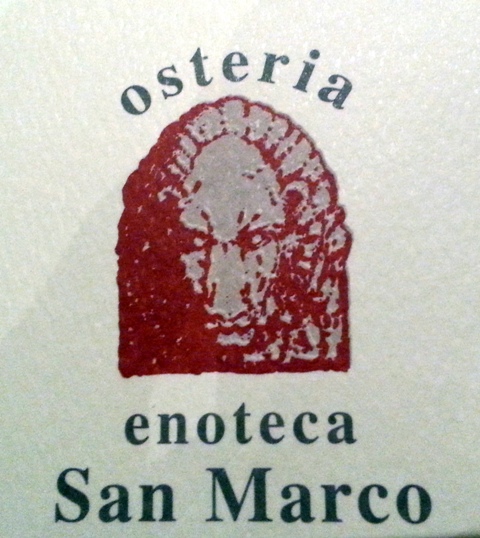 osteria
enoteca
San Marco